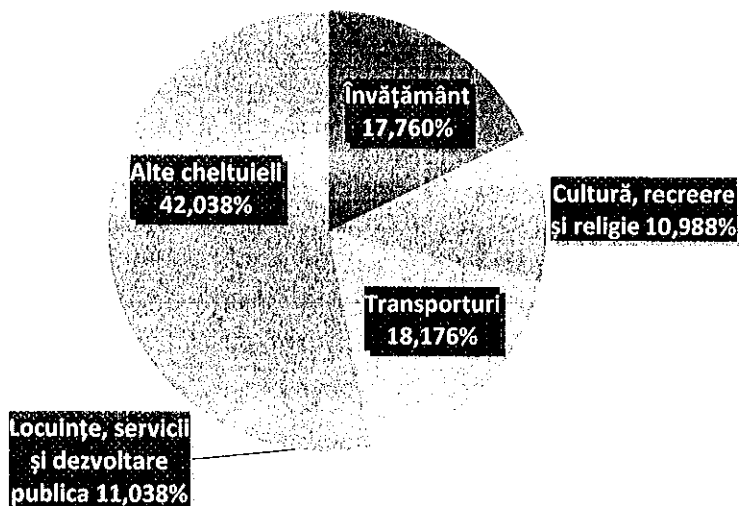 Învățământ
17,760%
Alte cheltuieli
42,038%
Cultură, recreere
și religie 10,988%
Transporturi
18,176%
Locuințe, servicii
și dezvoltare
publica 11,038%